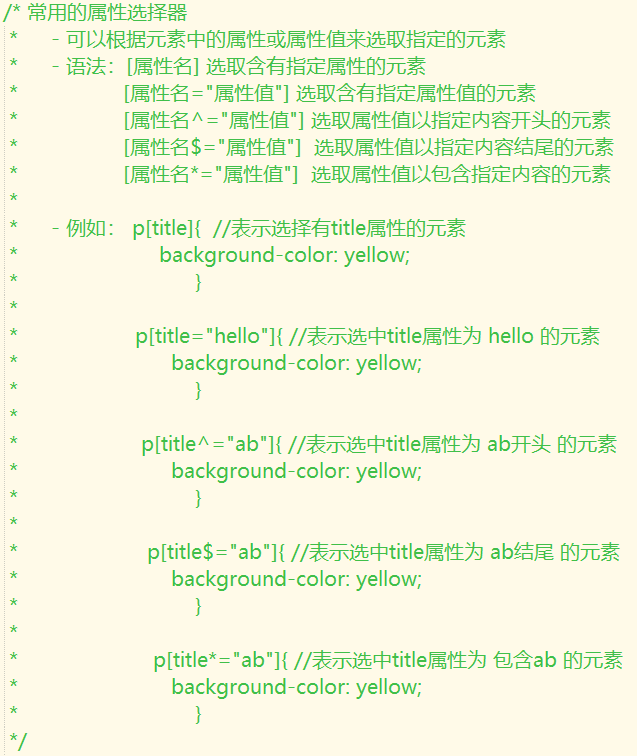 /* 常用的属性选择器
* - 可以根据元素中的属性或属性值来选取指定的元素
* - 语法：[属性名] 选取含有指定属性的元素
* [属性名="属性值"] 选取含有指定属性值的元素
* [属性名^="属性值"] 选取属性值以指定内容开头的元素
* [属性名$="属性值"] 选取属性值以指定内容结尾的元素
* [属性名*="属性值"] 选取属性值以包含指定内容的元素
*
* - 例如： p[title]{ //表示选择有title属性的元素
* background-color: yellow;
* }
*
* p[title="hello"]{ //表示选中title属性为 hello 的元素
* background-color: yellow;
* }
*
* p[title^="ab"]{ //表示选中title属性为 ab开头 的元素
* background-color: yellow;
* }
*
* p[title$="ab"]{ //表示选中title属性为 ab结尾 的元素
* background-color: yellow;
* }
*
* p[title*="ab"]{ //表示选中title属性为 包含ab 的元素
* background-color: yellow;
* }
*/